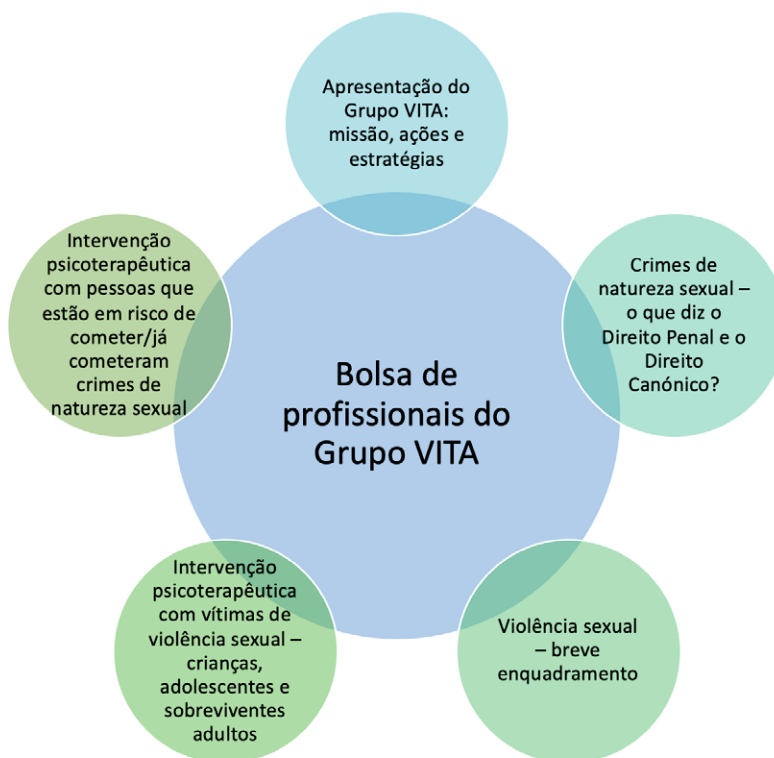 Apresentação do
Grupo VITA:
missão, ações e
estratégias
Crimes de
natureza sexual –
o que diz o
Direito Penal e o
Direito
Canónico?
Violência sexual
– breve
enquadramento
Intervenção
psicoterapêutica
com vítimas de
violência sexual –
crianças,
adolescentes e
sobreviventes
adultos
Intervenção
psicoterapêutica
com pessoas que
estão em risco de
cometer/já
cometeram
crimes de
natureza sexual
Bolsa de
profissionais do
Grupo VITA